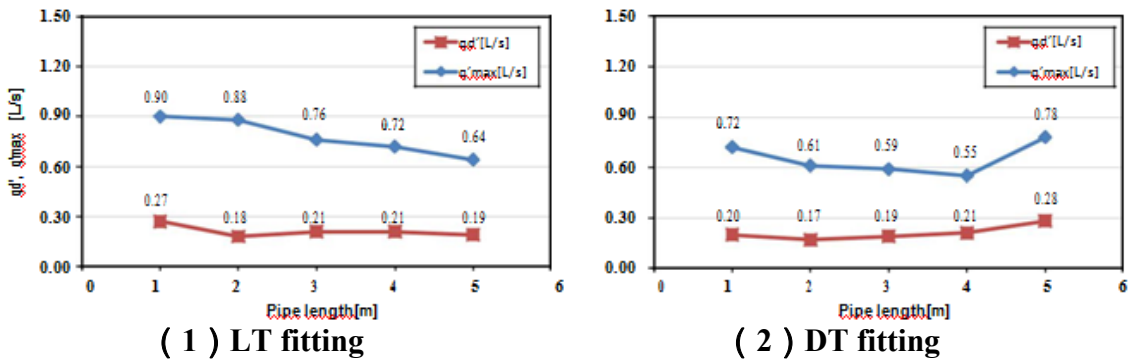 1.50
1.20
0.90
0.60
0.30
0.00
qd', q'max [L/s]
qd'[L/s]
q'max[L/s]
0.90 0.88 0.76 0.72 0.64
0.27 0.18 0.21 0.21 0.19
0 1 2 3 4 5 6
Pipe length[m]
( 1 ) LT fitting
1.50
1.20
0.90
0.60
0.30
0.00
qd'[L/s]
q'max[L/s]
0.72 0.61 0.59 0.55 0.78
0.20 0.17 0.19 0.21 0.28
0 1 2 3 4 5 6
Pipe length[m]
( 2 ) DT fitting